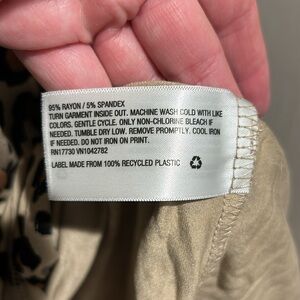 95% RAYON / 5% SPANDEX
TURN GARMENT INSIDE OUT. MACHINE WASH COLD WITH LIKE
COLORS. GENTLE CYCLE. ONLY NON-CHLORINE BLEACH IF
NEEDED. TUMBLE DRY LOW. REMOVE PROMPTLY. COOL IRON
IF NEEDED. DO NOT IRON ON PRINT.
RN17730 VN1042782
LABEL MADE FROM 100% RECYCLED PLASTIC